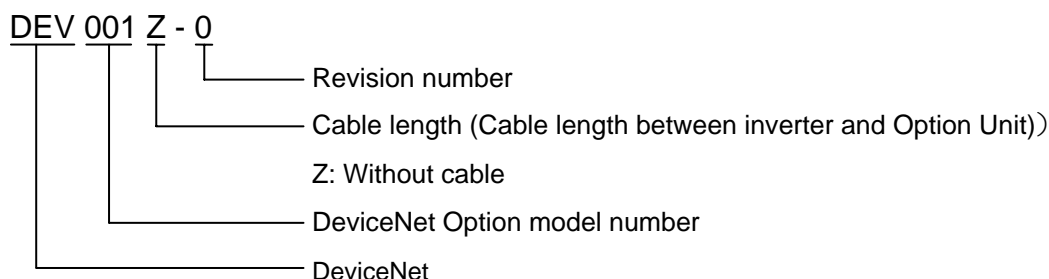 DEV 001 Z - 0
Revision number
Cable length (Cable length between inverter and Option Unit)）
Z: Without cable
DeviceNet Option model number
DeviceNet